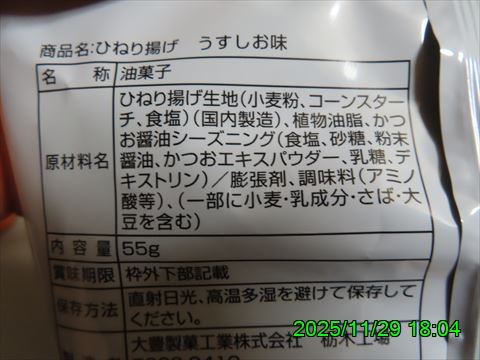 商品名:ひねり揚げ　うすしお味
名　称　油菓子
原材料名
ひねり揚げ生地(小麦粉、コーンスター
チ、食塩)(国内製造)、植物油脂、かつ
お醤油シーズニング(食塩、砂糖、粉末
醤油、かつおエキスパウダー、乳糖、デ
キストリン)／膨張剤、調味料(アミノ
酸等)、(一部に小麦・乳成分・さば・大
豆を含む)
内容量　55g
賞味期限　枠外下部記載
保存方法
直射日光、高温多湿を避けて保存して
ください。
大豊製菓工業株式会社　栃木工場
2025/11/29 18:04